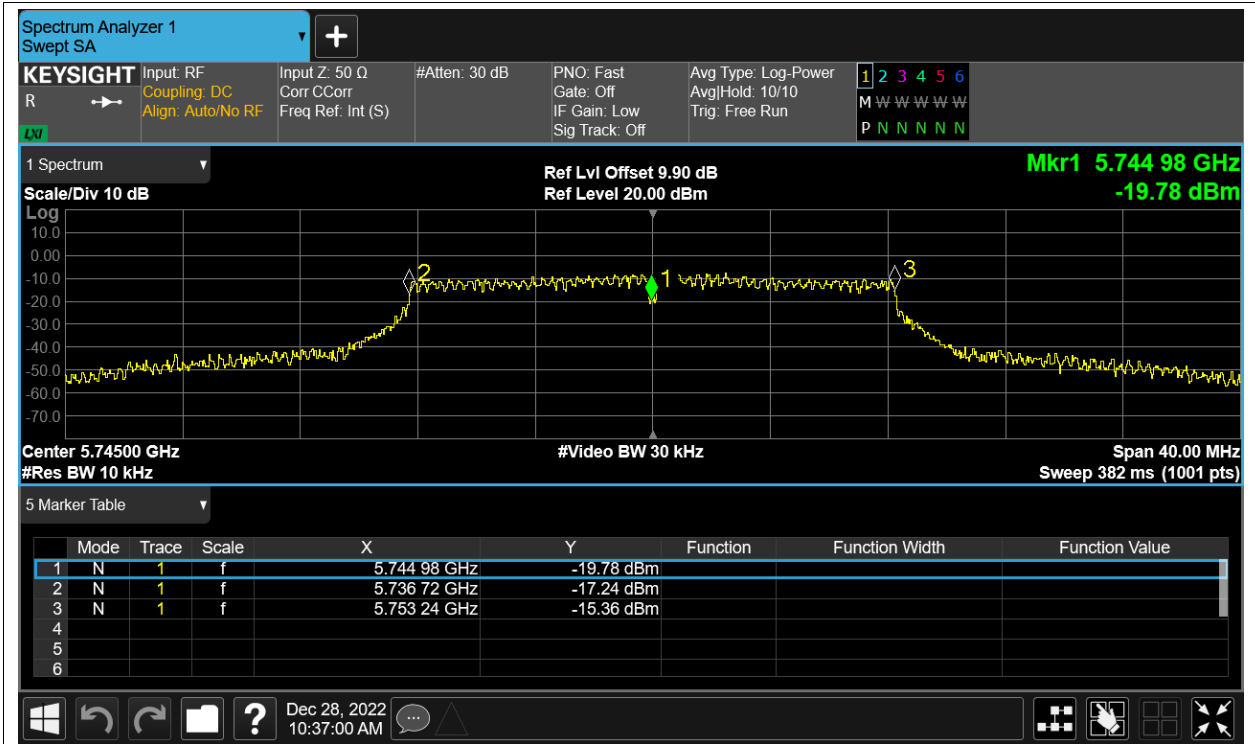 Spectrum Analyzer 1
Swept SA
KEYSIGHT
R
LXI
Input: RF
Coupling: DC
Align: Auto/No RF
Input Z: 50 Ω
Corr CCorr
Freq Ref: Int (S)
#Atten: 30 dB
PNO: Fast
Gate: Off
IF Gain: Low
Sig Track: Off
Avg Type: Log-Power
Avg|Hold: 10/10
Trig: Free Run
1 2 3 4 5 6
M W W W W W
P N N N N N
1 Spectrum
Scale/Div 10 dB
Ref Lvl Offset 9.90 dB
Ref Level 20.00 dBm
Mkr1 5.744 98 GHz
-19.78 dBm
Log
10.0
0.00
-10.0
-20.0
-30.0
-40.0
-50.0
-60.0
-70.0
2
1
3
Center 5.74500 GHz
#Res BW 10 kHz
#Video BW 30 kHz
Span 40.00 MHz
Sweep 382 ms (1001 pts)
5 Marker Table
Mode Trace Scale X Y Function Function Width Function Value
1 N 1 f 5.744 98 GHz -19.78 dBm
2 N 1 f 5.736 72 GHz -17.24 dBm
3 N 1 f 5.753 24 GHz -15.36 dBm
4
5
6
?
Dec 28, 2022
10:37:00 AM